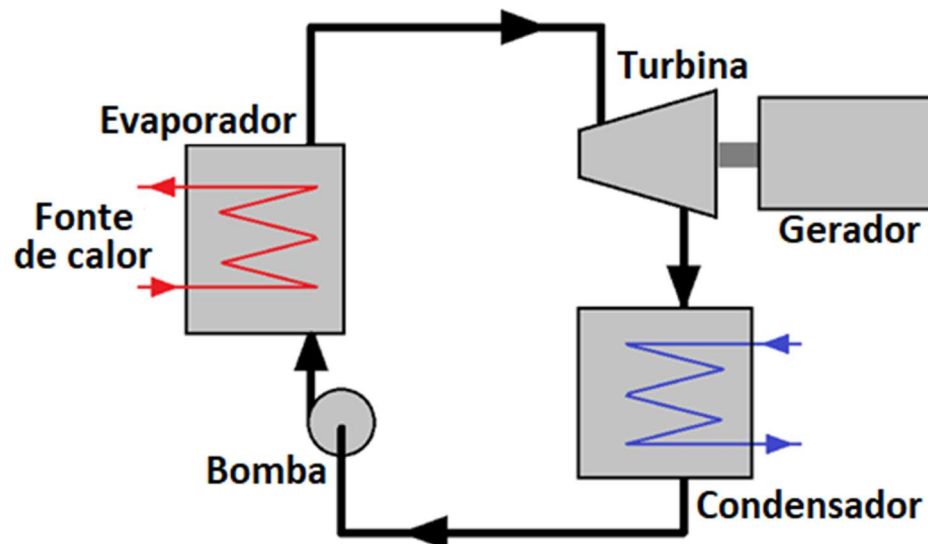 Turbina
Evaporador
Fonte
de calor
Gerador
Bomba
Condensador